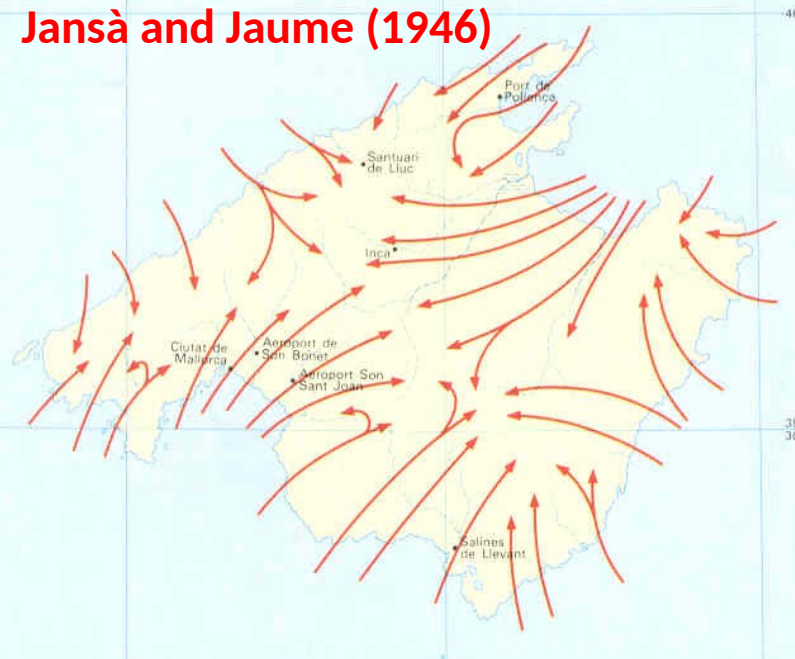 Jansà and Jaume (1946)
Port de
Pollença
Santuari
de Lluc
Inca
Ciutat de
Mallorca
Aeroport de
Son Bonet
Aeroport Son
Sant Joan
Salines
de Llevant